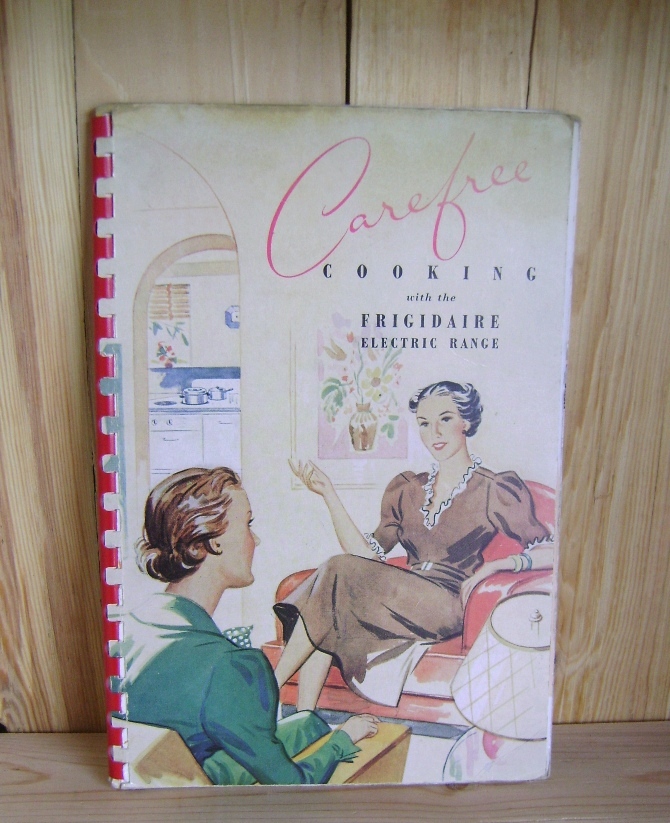 Carefree
COOKING
with the
FRIGIDAIRE
ELECTRIC RANGE